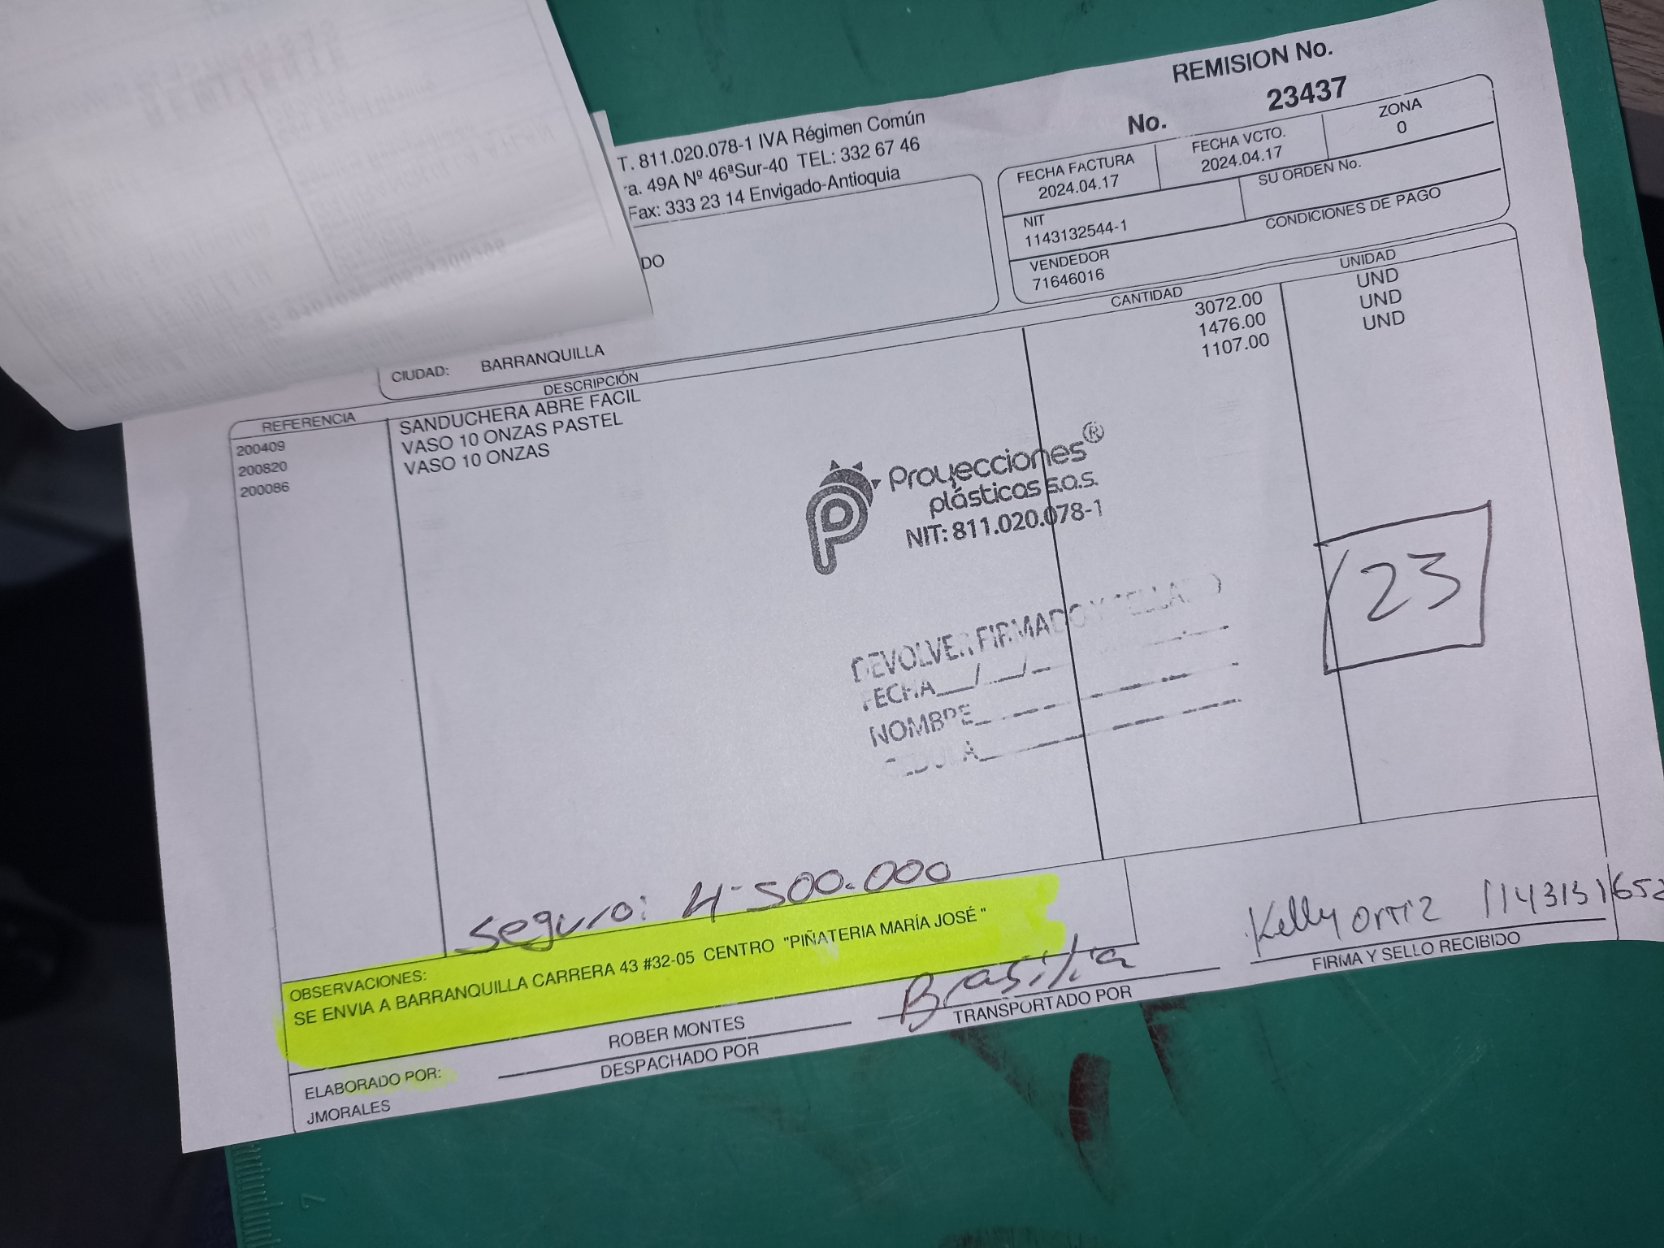 REMISION No.
No. 23437
T. 811.020.078-1 IVA Régimen Común
a. 49A Nº 46ªSur-40 TEL: 332 67 46
Fax: 333 23 14 Envigado-Antioquia
FECHA FACTURA
2024.04.17
FECHA VCTO.
2024.04.17
ZONA
0
NIT
1143132544-1
SU ORDEN No.
VENDEDOR
71646016
CONDICIONES DE PAGO
DO
CIUDAD: BARRANQUILLA
REFERENCIA DESCRIPCIÓN CANTIDAD UNIDAD
200409 SANDUCHERA ABRE FACIL 3072.00 UND
200820 VASO 10 ONZAS PASTEL 1476.00 UND
200086 VASO 10 ONZAS 1107.00 UND
Proyecciones®
plásticas s.a.s.
NIT: 811.020.078-1
23
DEVOLVER FIRMADO Y SELLADO
FECHA__/__/__
NOMBRE
Seguro: 4-500.000
OBSERVACIONES:
SE ENVIA A BARRANQUILLA CARRERA 43 #32-05 CENTRO "PIÑATERIA MARÍA JOSÉ"
ELABORADO POR:
JMORALES
ROBER MONTES
DESPACHADO POR
Brasilia
TRANSPORTADO POR
Kelly Ortiz
FIRMA Y SELLO RECIBIDO